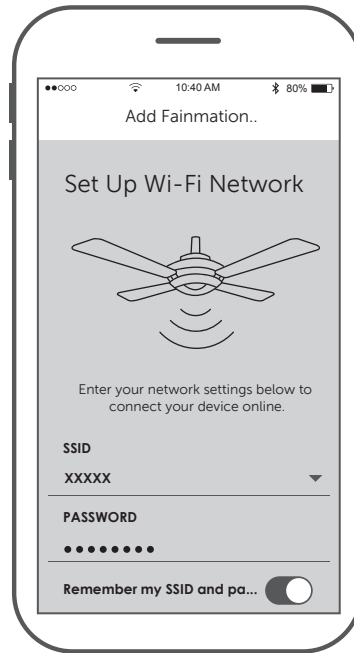 10:40 AM 80%
Add Fainmation..
Set Up Wi-Fi Network
Enter your network settings below to
connect your device online.
SSID
XXXXX
PASSWORD
Remember my SSID and pa...